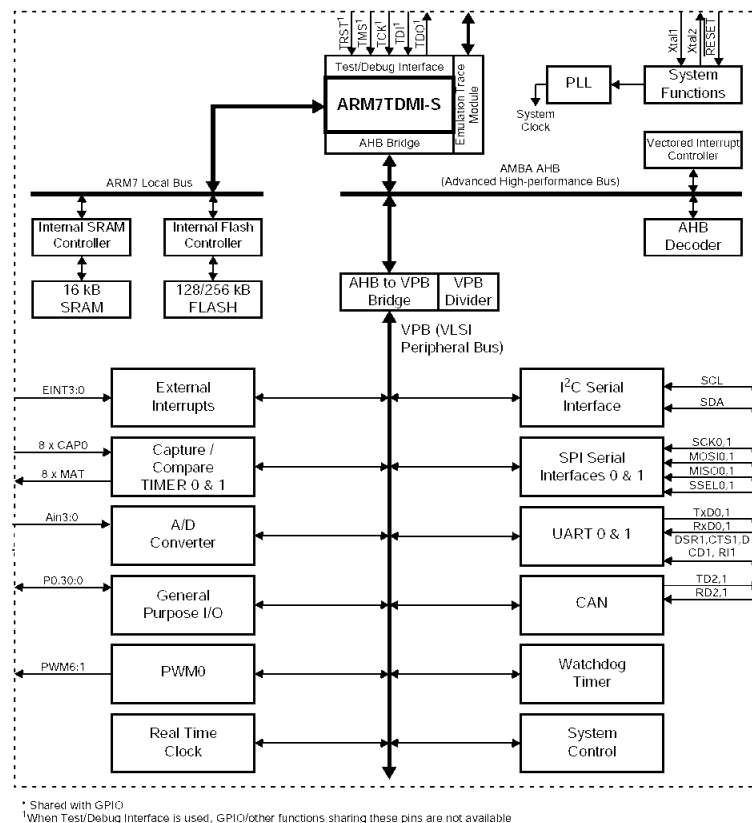 TRST¹ TMS¹ TCK¹ TDI¹ TDO¹
Xtal1 Xtal2 RESET
Test/Debug Interface
Emulation Trace
Module
ARM7TDMI-S
AHB Bridge
PLL
System
Functions
System
Clock
Vectored Interrupt
Controller
ARM7 Local Bus
AMBA AHB
(Advanced High-performance Bus)
Internal SRAM
Controller
Internal Flash
Controller
AHB
Decoder
16 kB
SRAM
128/256 kB
FLASH
AHB to VPB
Bridge
VPB
Divider
VPB (VLSI
Peripheral Bus)
EINT3:0
External
Interrupts
I²C Serial
Interface
SCL
SDA
8 x CAP0
8 x MAT
Capture /
Compare
TIMER 0 & 1
SPI Serial
Interfaces 0 & 1
SCK0,1
MOSI0,1
MISO0,1
SSEL0,1
Ain3:0
A/D
Converter
UART 0 & 1
TxD0,1
RxD0,1
DSR1,CTS1,D
CD1, RI1
P0.30:0
General
Purpose I/O
CAN
TD2,1
RD2,1
PWM6:1
PWM0
Watchdog
Timer
Real Time
Clock
System
Control
* Shared with GPIO
¹When Test/Debug Interface is used, GPIO/other functions sharing these pins are not available